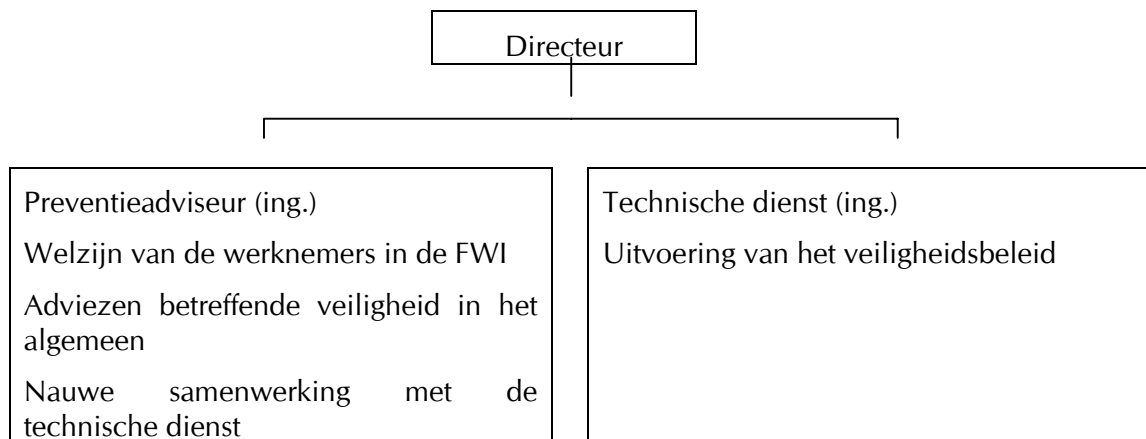 Directeur
Preventieadviseur (ing.)
Welzijn van de werknemers in de FWI
Adviezen betreffende veiligheid in het
algemeen
Nauwe samenwerking met de
technische dienst
Technische dienst (ing.)
Uitvoering van het veiligheidsbeleid